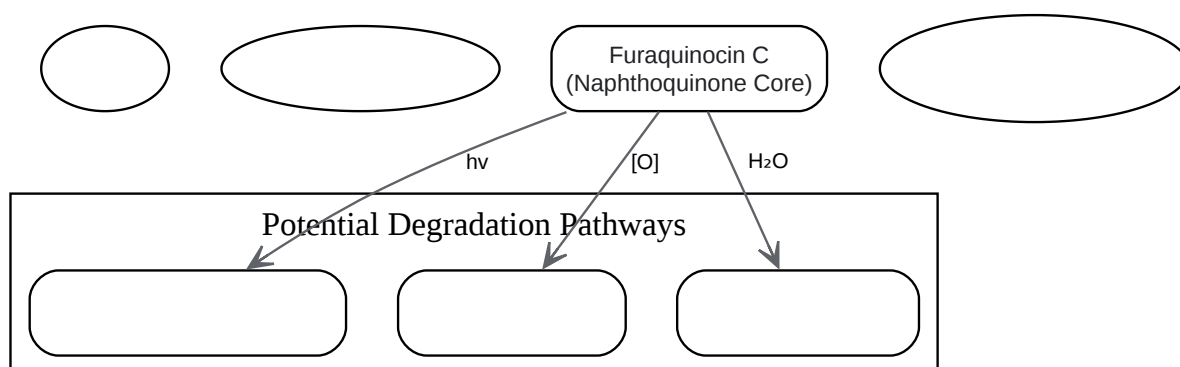 Furaquinocin C
(Naphthoquinone Core)
hv
[O]
H₂O
Potential Degradation Pathways